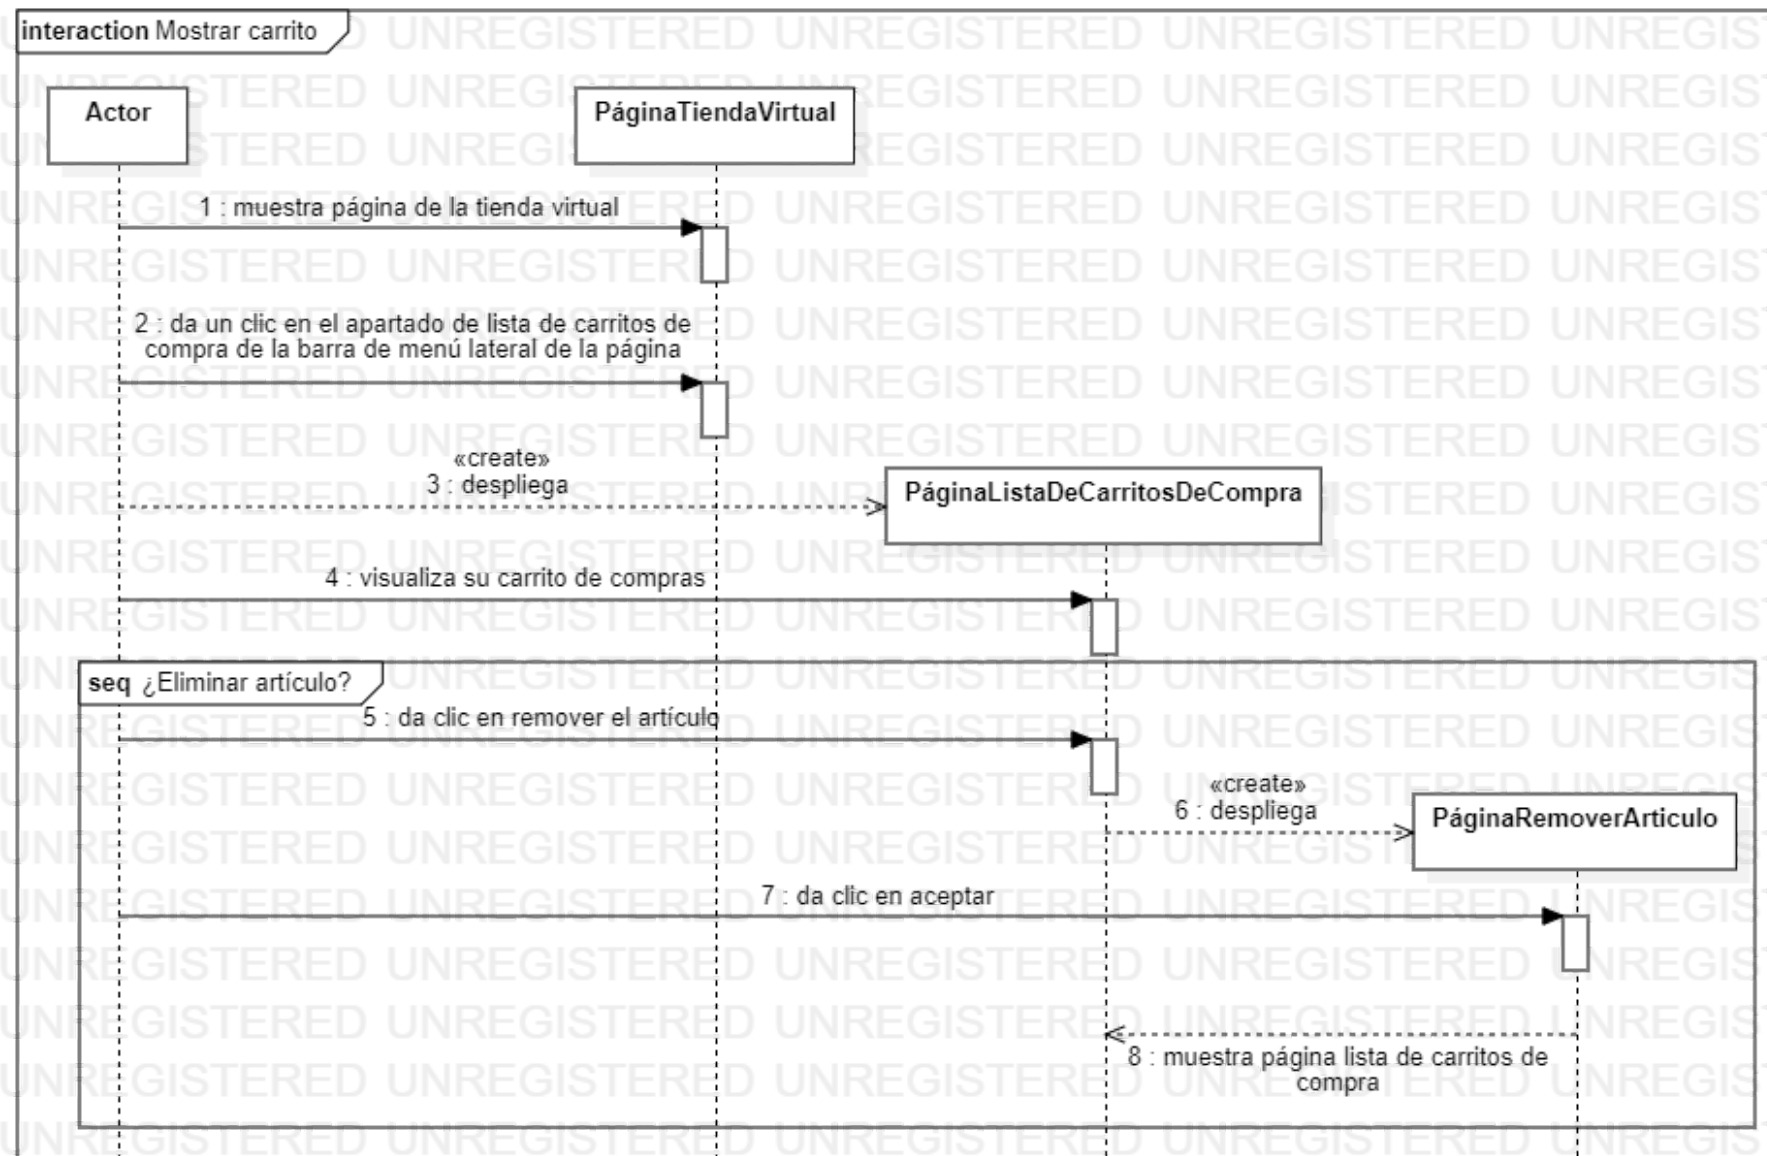 interaction Mostrar carrito
Actor
PáginaTiendaVirtual
1 : muestra página de la tienda virtual
2 : da un clic en el apartado de lista de carritos de
compra de la barra de menú lateral de la página
«create»
3 : despliega
PáginaListaDeCarritosDeCompra
4 : visualiza su carrito de compras
seq ¿Eliminar artículo?
5 : da clic en remover el artículo
«create»
6 : despliega
PáginaRemoverArticulo
7 : da clic en aceptar
8 : muestra página lista de carritos de
compra
UNREGISTERED